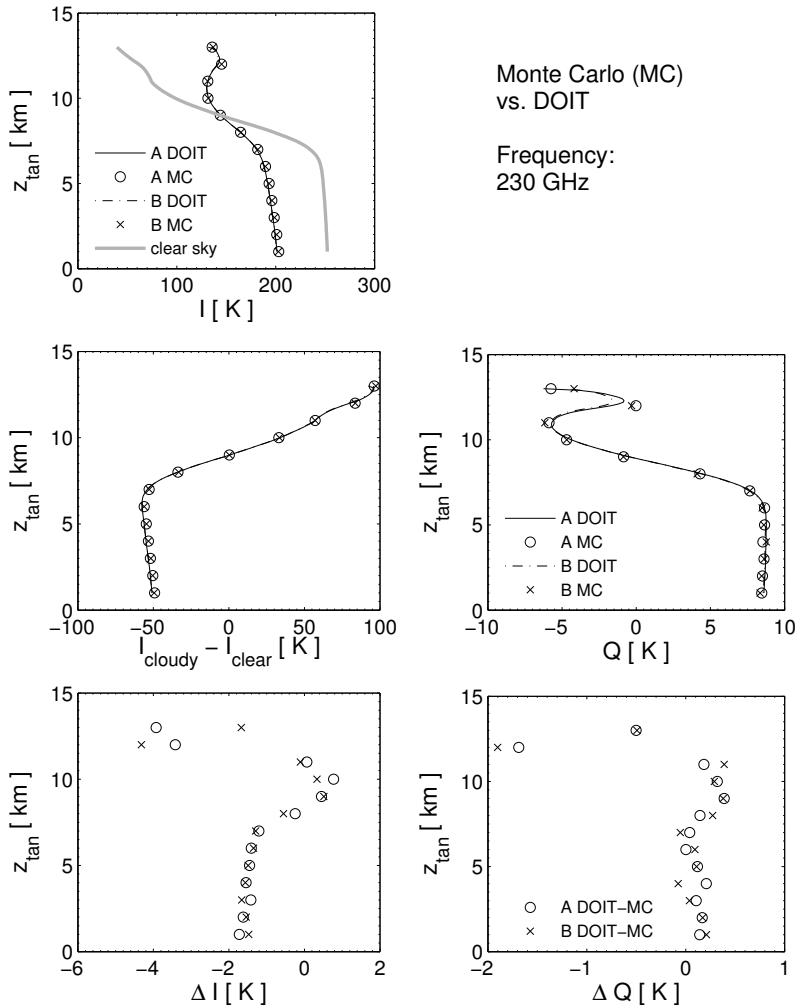 15
10
5
0
0
100
200
300
z_tan [ km ]
I [ K ]
A DOIT
A MC
B DOIT
B MC
clear sky
Monte Carlo (MC)
vs. DOIT
Frequency:
230 GHz
15
10
5
0
−100
−50
0
50
100
z_tan [ km ]
I_cloudy − I_clear [ K ]
15
10
5
0
−10
−5
0
5
10
z_tan [ km ]
Q [ K ]
A DOIT
A MC
B DOIT
B MC
15
10
5
0
−6
−4
−2
0
2
z_tan [ km ]
Δ I [ K ]
15
10
5
0
−2
−1
0
1
z_tan [ km ]
Δ Q [ K ]
A DOIT−MC
B DOIT−MC